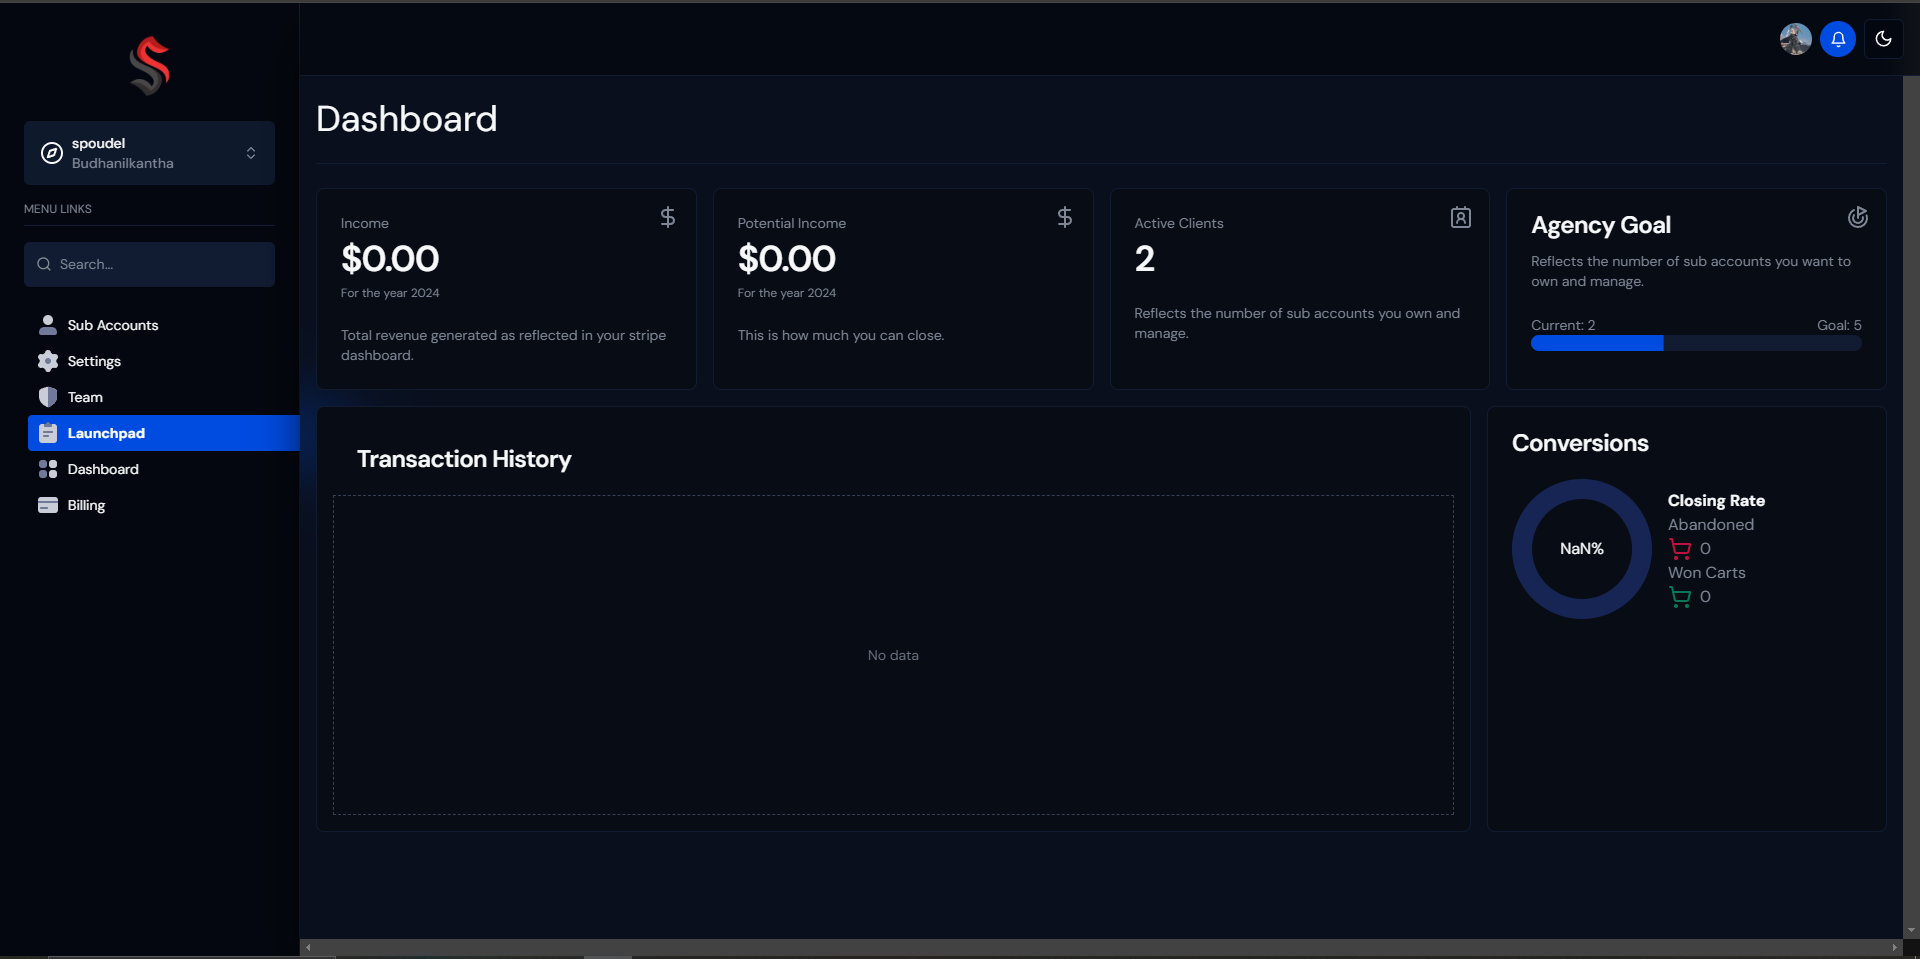 spoudel
Budhanilkantha
MENU LINKS
Search...
Sub Accounts
Settings
Team
Launchpad
Dashboard
Billing
Dashboard
Income
$0.00
For the year 2024
Total revenue generated as reflected in your stripe
dashboard.
Potential Income
$0.00
For the year 2024
This is how much you can close.
Active Clients
2
Reflects the number of sub accounts you own and
manage.
Agency Goal
Reflects the number of sub accounts you want to
own and manage.
Current: 2
Goal: 5
Transaction History
No data
Conversions
NaN%
Closing Rate
Abandoned
0
Won Carts
0